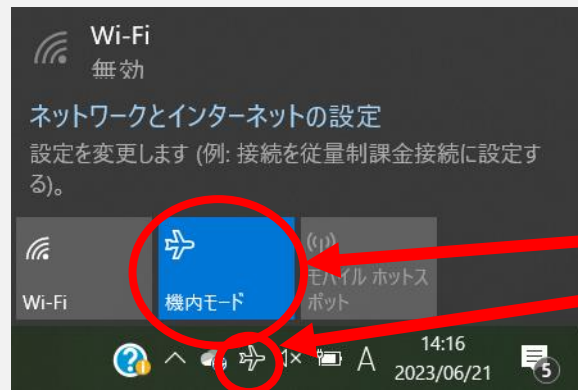 Wi-Fi
無効
ネットワークとインターネットの設定
設定を変更します (例: 接続を従量制課金接続に設定す
る)。
Wi-Fi
機内モード
モバイル ホットス
ポット
A
14:16
2023/06/21
5